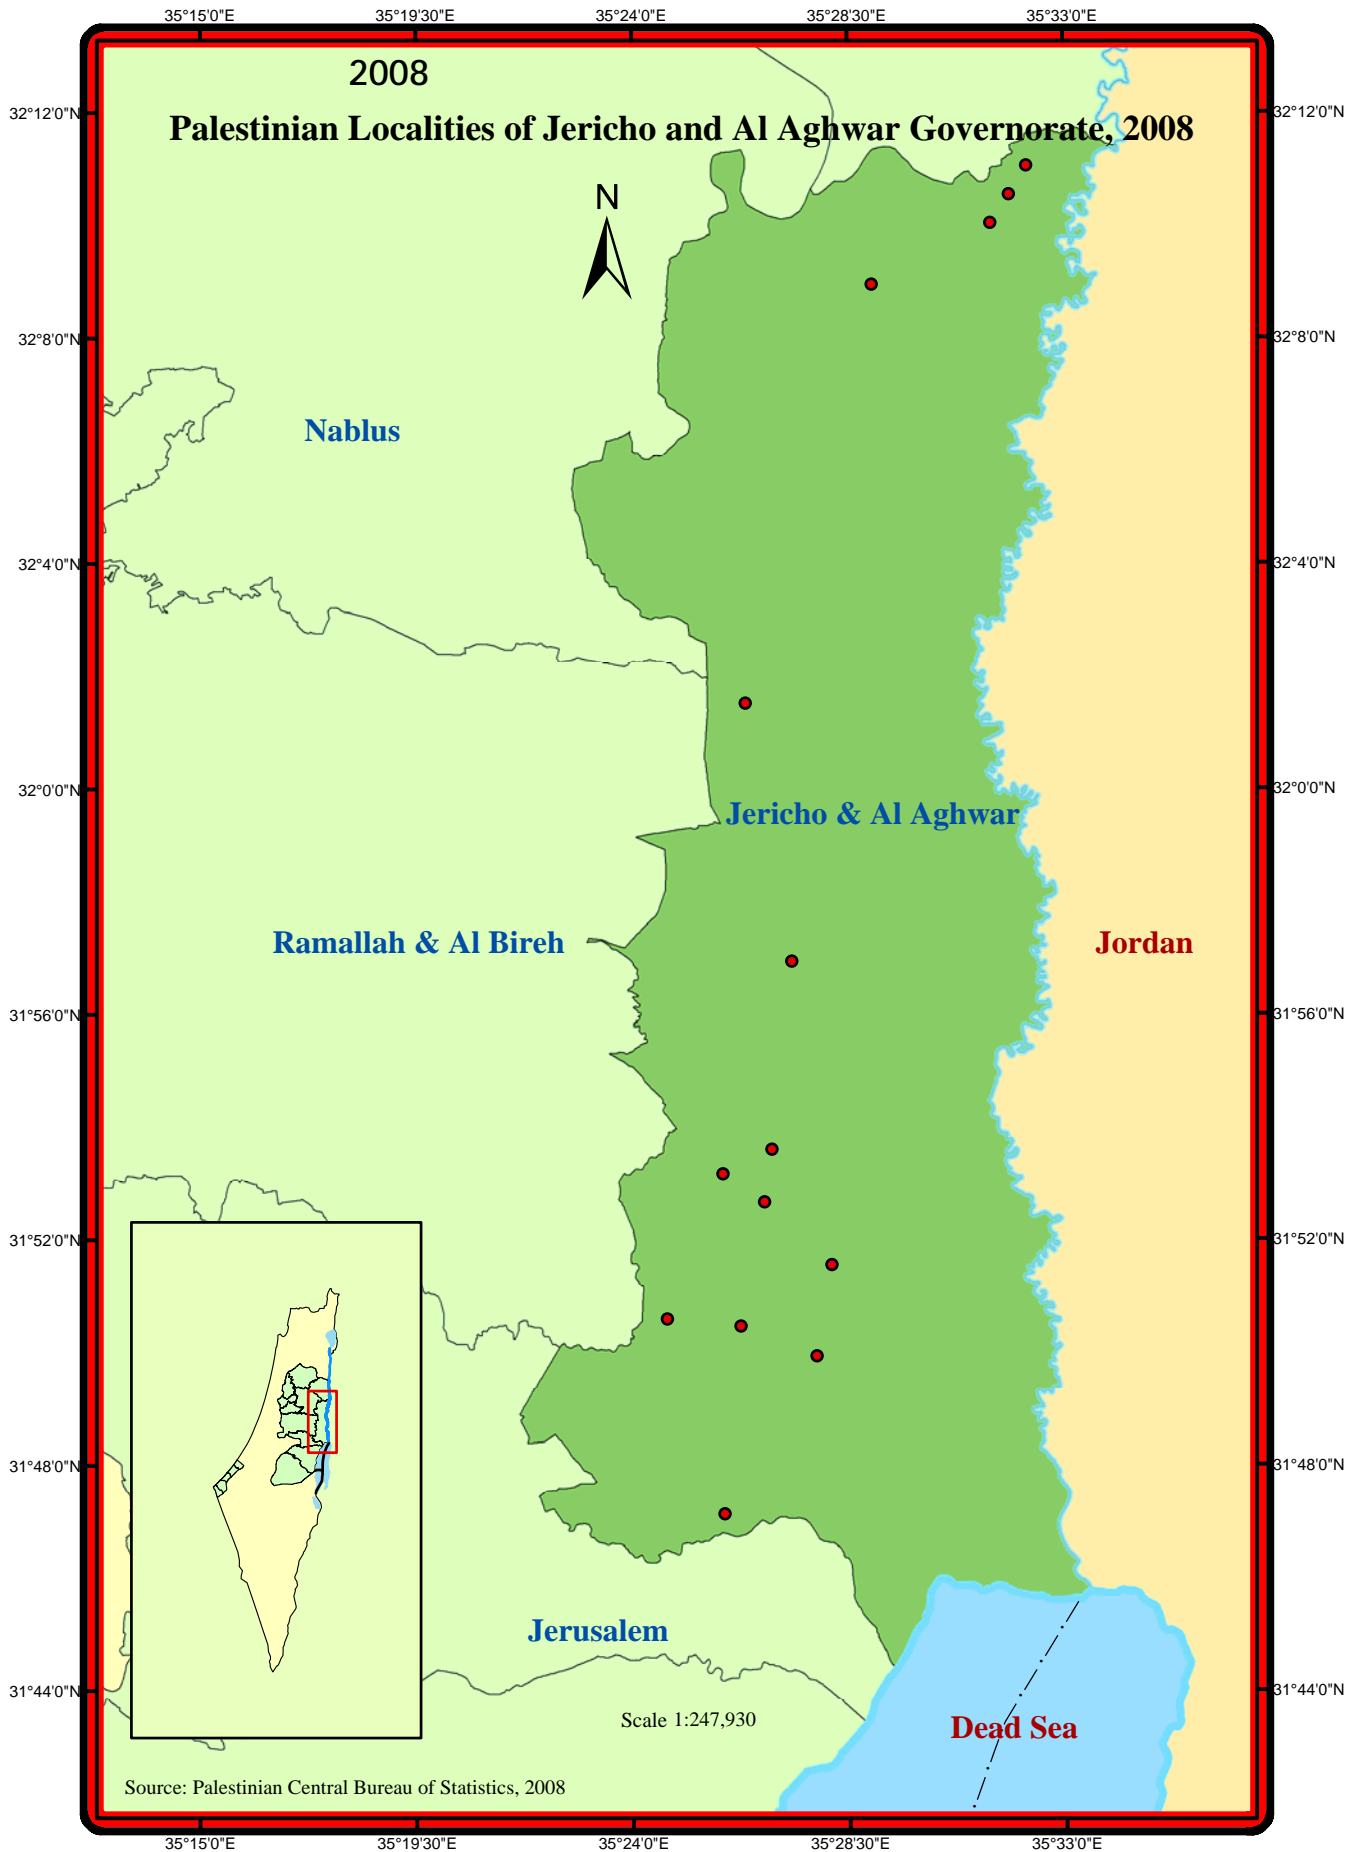 35°15'0"E 35°19'30"E 35°24'0"E 35°28'30"E 35°33'0"E
2008
32°12'0"N 32°12'0"N
Palestinian Localities of Jericho and Al Aghwar Governorate, 2008
N
32°8'0"N 32°8'0"N
Nablus
32°4'0"N 32°4'0"N
32°0'0"N 32°0'0"N
Jericho & Al Aghwar
Ramallah & Al Bireh Jordan
31°56'0"N 31°56'0"N
31°52'0"N 31°52'0"N
31°48'0"N 31°48'0"N
Jerusalem
31°44'0"N 31°44'0"N
Scale 1:247,930
Dead Sea
Source: Palestinian Central Bureau of Statistics, 2008
35°15'0"E 35°19'30"E 35°24'0"E 35°28'30"E 35°33'0"E